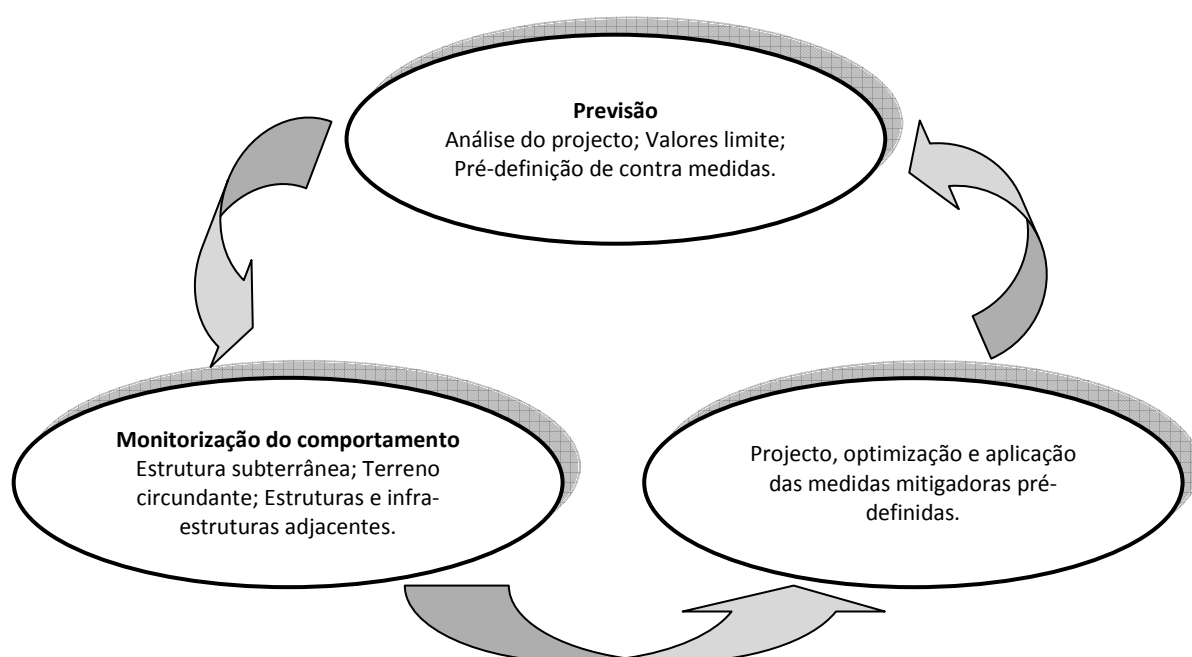 Previsão
Análise do projecto; Valores limite;
Pré-definição de contra medidas.
Monitorização do comportamento
Estrutura subterrânea; Terreno
circundante; Estruturas e infra-
estruturas adjacentes.
Projecto, optimização e aplicação
das medidas mitigadoras pré-
definidas.